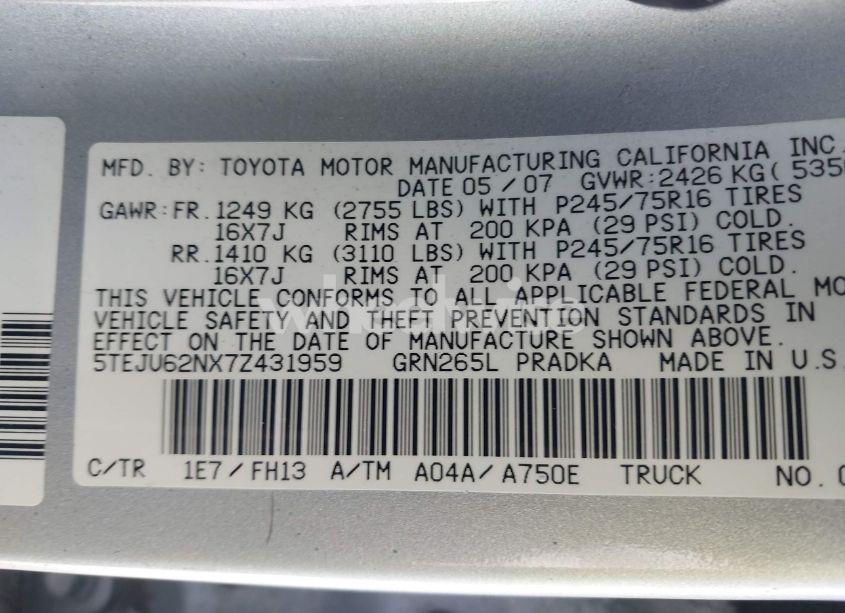 MFD. BY: TOYOTA MOTOR MANUFACTURING CALIFORNIA INC.
DATE 05 / 07 GVWR: 2426 KG ( 535
GAWR: FR. 1249 KG (2755 LBS) WITH P245/75R16 TIRES
16X7J RIMS AT 200 KPA (29 PSI) COLD.
RR. 1410 KG (3110 LBS) WITH P245/75R16 TIRES
16X7J RIMS AT 200 KPA (29 PSI) COLD.
THIS VEHICLE CONFORMS TO ALL APPLICABLE FEDERAL MO
VEHICLE SAFETY AND THEFT PREVENTION STANDARDS IN
EFFECT ON THE DATE OF MANUFACTURE SHOWN ABOVE.
5TEJU62NX7Z431959 GRN265L PRADKA MADE IN U.S.
C/TR 1E7 / FH13 A/TM A04A / A750E TRUCK NO.